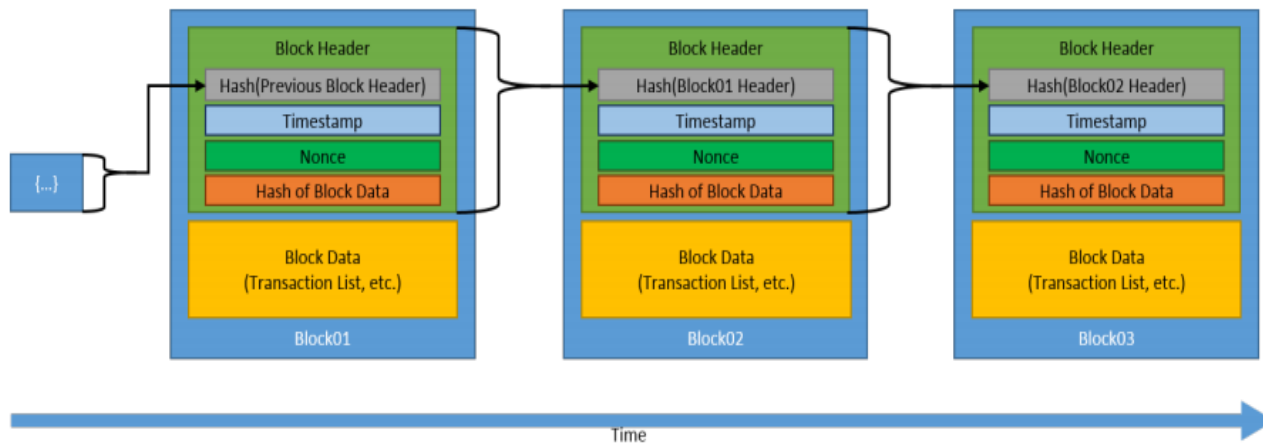 {...}
Block Header
Hash(Previous Block Header)
Timestamp
Nonce
Hash of Block Data
Block Data
(Transaction List, etc.)
Block01
Block Header
Hash(Block01 Header)
Timestamp
Nonce
Hash of Block Data
Block Data
(Transaction List, etc.)
Block02
Block Header
Hash(Block02 Header)
Timestamp
Nonce
Hash of Block Data
Block Data
(Transaction List, etc.)
Block03
Time